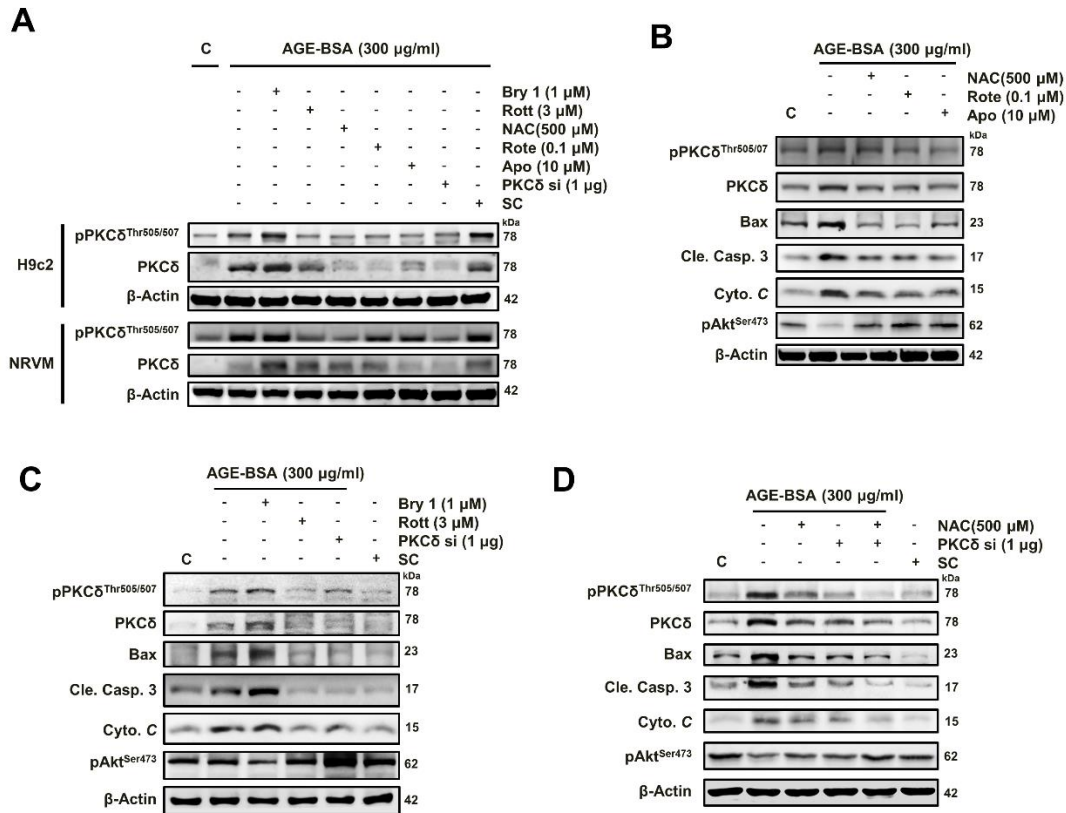 A
C AGE-BSA (300 µg/ml)
- - + - - - - - - Bry 1 (1 µM)
- - - + - - - - - Rott (3 µM)
- - - - + - - - - NAC(500 µM)
- - - - - + - - - Rote (0.1 µM)
- - - - - - + - - Apo (10 µM)
- - - - - - - + - PKCδ si (1 µg)
- - - - - - - - + SC
kDa
H9c2
pPKCδThr505/507 78
PKCδ 78
β-Actin 42
NRVM
pPKCδThr505/507 78
PKCδ 78
β-Actin 42
B
AGE-BSA (300 µg/ml)
- + - - NAC(500 µM)
- - + - Rote (0.1 µM)
C - - - + Apo (10 µM)
kDa
pPKCδThr505/07 78
PKCδ 78
Bax 23
Cle. Casp. 3 17
Cyto. C 15
pAktSer473 62
β-Actin 42
C
AGE-BSA (300 µg/ml)
- + - - - Bry 1 (1 µM)
- - + - - Rott (3 µM)
- - - + - PKCδ si (1 µg)
C - - - - + SC
kDa
pPKCδThr505/507 78
PKCδ 78
Bax 23
Cle. Casp. 3 17
Cyto. C 15
pAktSer473 62
β-Actin 42
D
AGE-BSA (300 µg/ml)
- + - + - NAC(500 µM)
- - + + - PKCδ si (1 µg)
C - - - - + SC
kDa
pPKCδThr505/507 78
PKCδ 78
Bax 23
Cle. Casp. 3 17
Cyto. C 15
pAktSer473 62
β-Actin 42